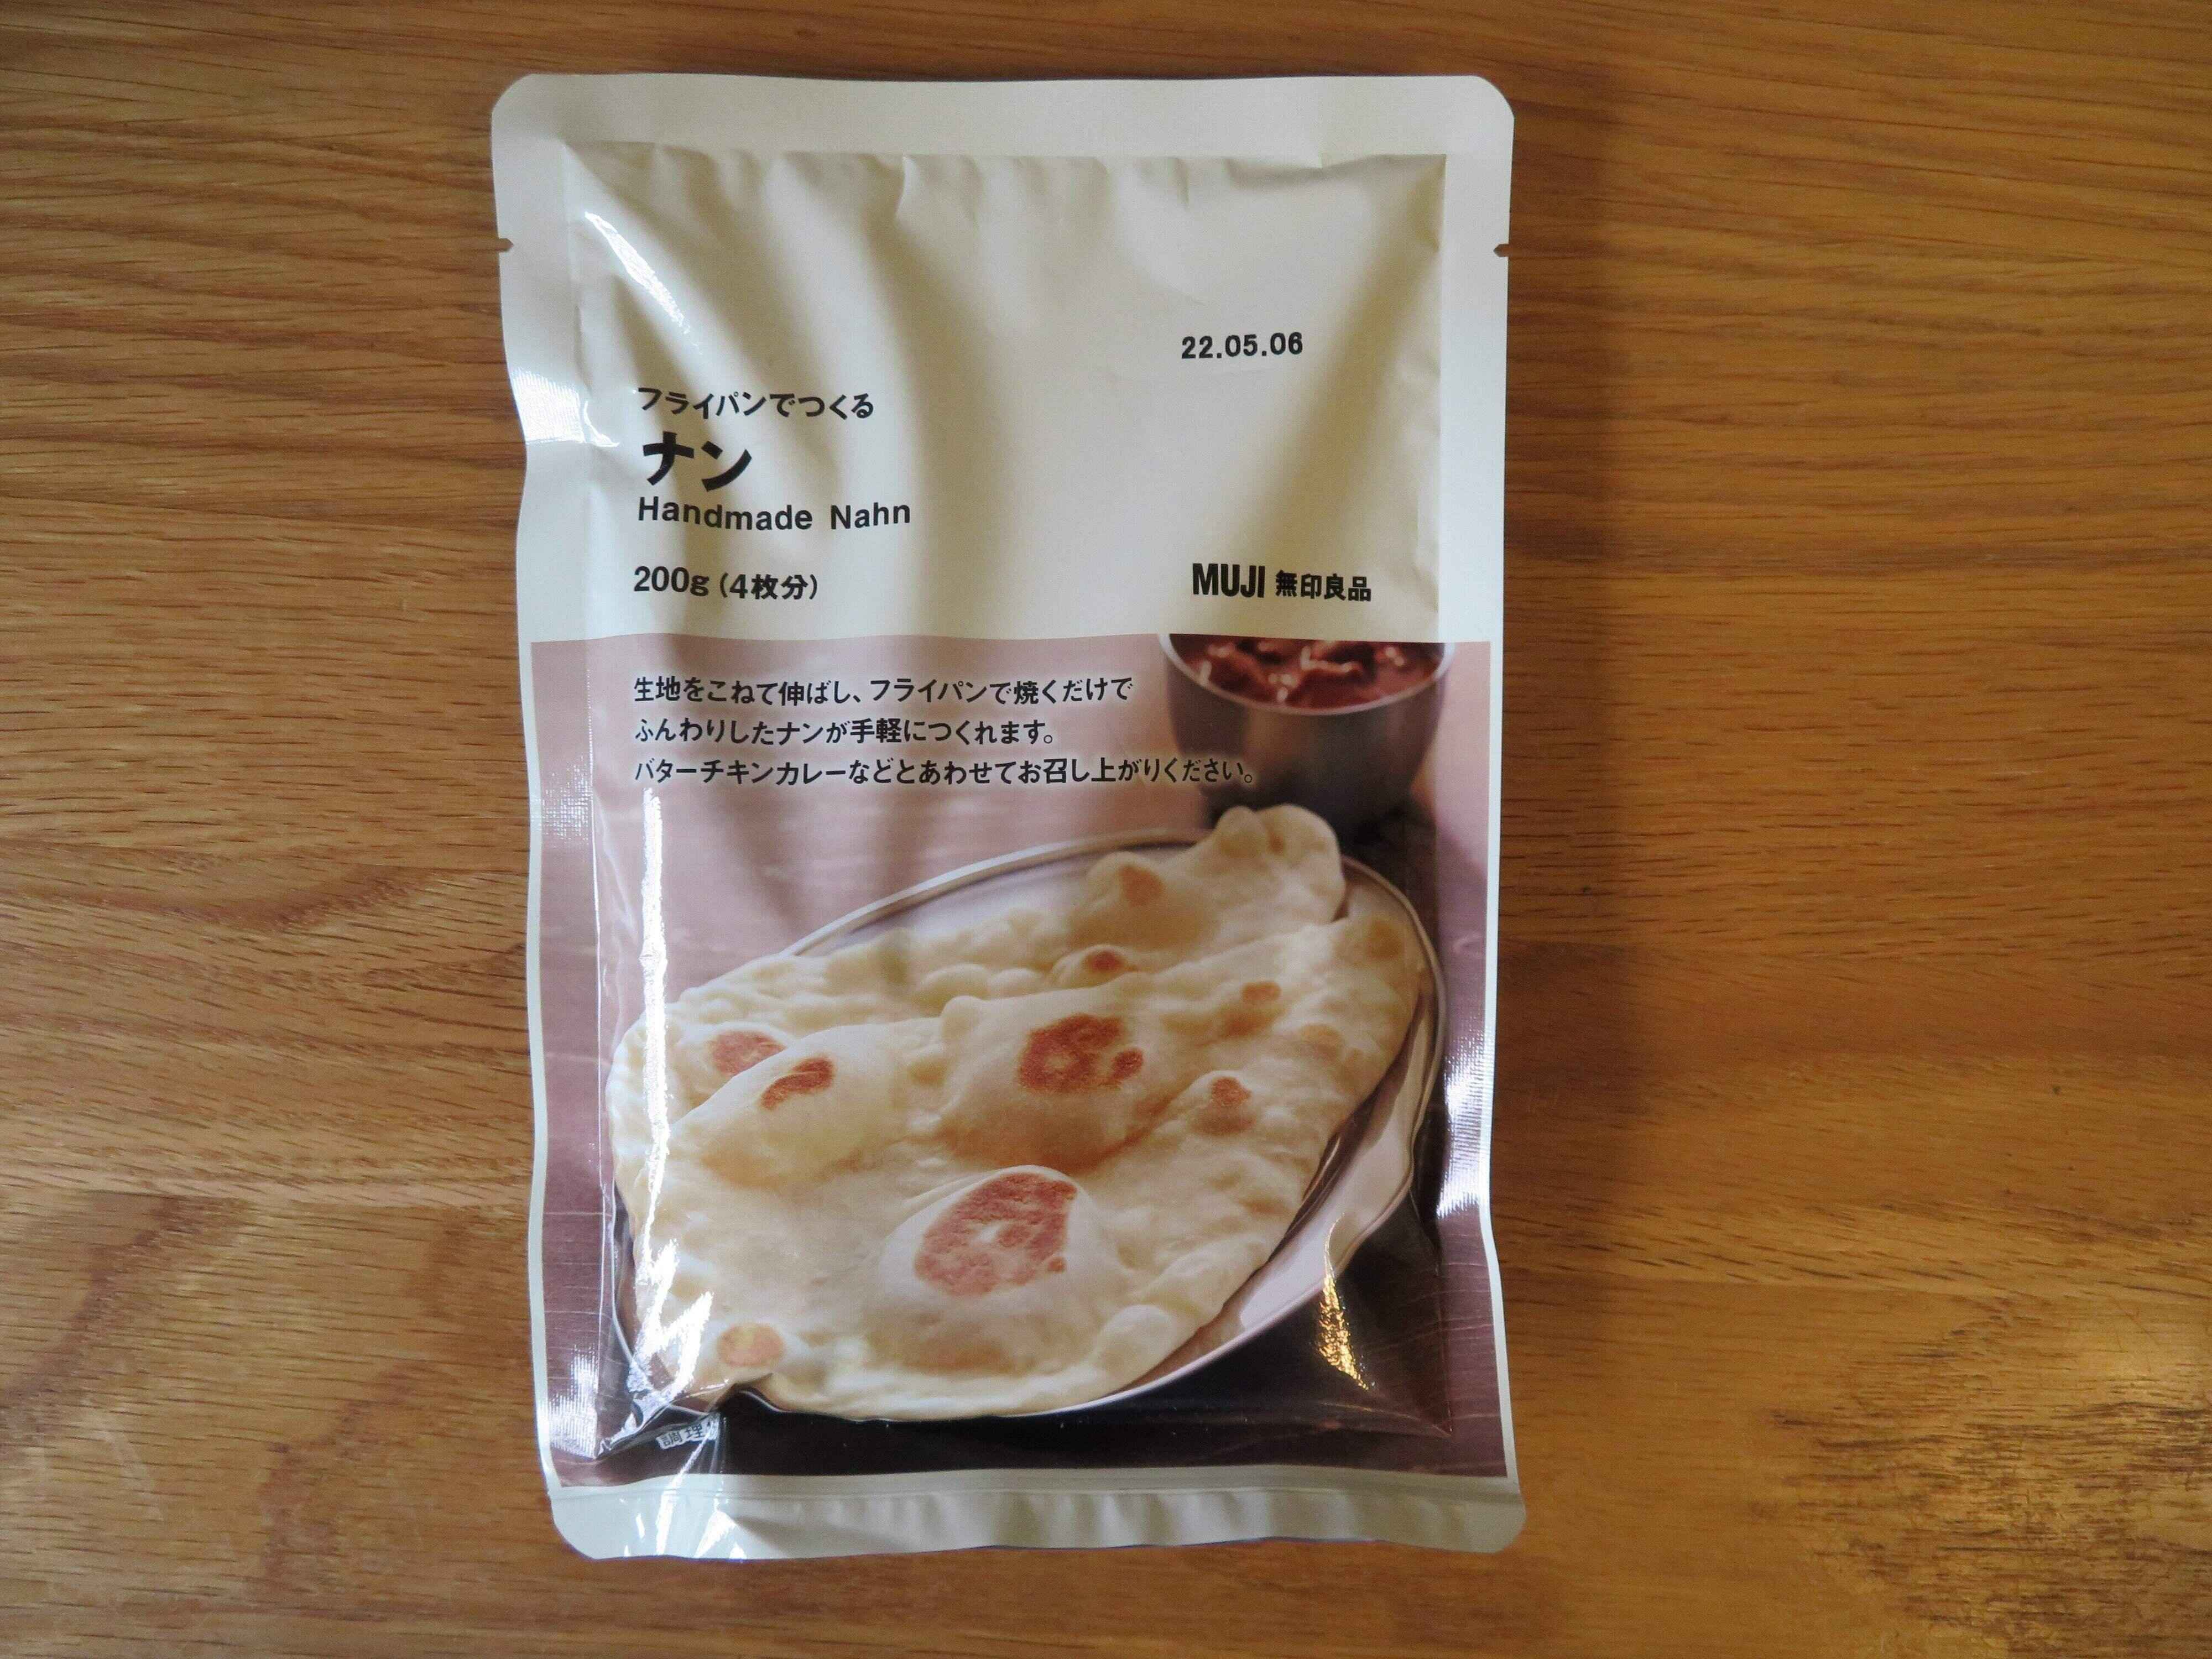 22.05.06
フライパンでつくる
ナン
Handmade Nahn
200g（4枚分）
MUJI 無印良品
生地をこねて伸ばし、フライパンで焼くだけで
ふんわりしたナンが手軽につくれます。
バターチキンカレーなどとあわせてお召し上がりください。
調理